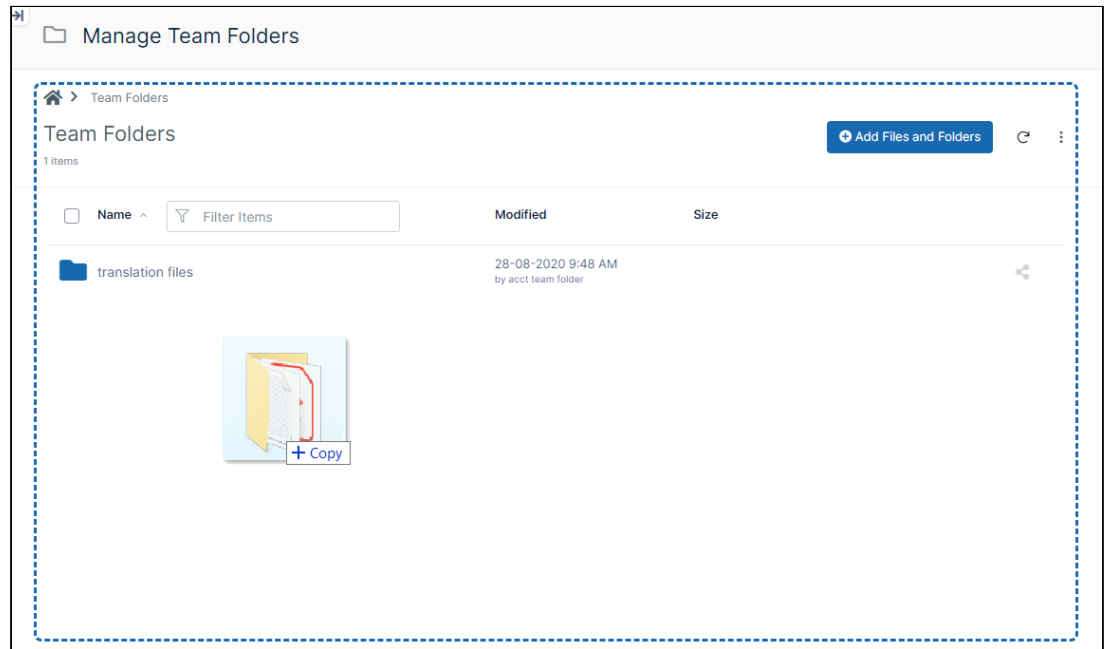 Manage Team Folders
Team Folders
Team Folders
Add Files and Folders
1 items
Name
Filter Items
Modified
Size
translation files
28-08-2020 9:48 AM
by acct team folder
+ Copy